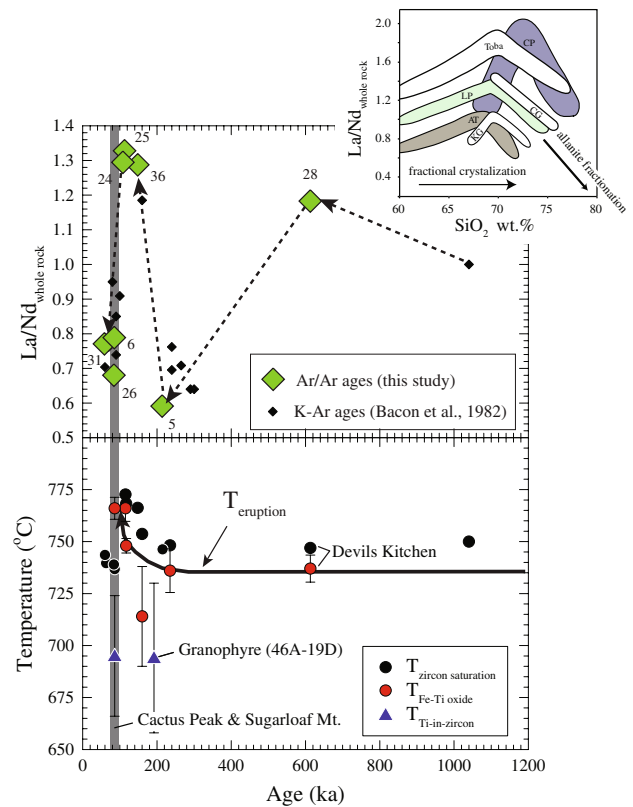 La/Nd whole rock
2.0
1.6
1.2
0.8
0.4
Toba
CP
LP
CG
AT
KG
allanite fractionation
fractional crystalization
60 65 70 75 80
SiO2 wt.%
La/Nd whole rock
1.4
1.3
1.2
1.1
1.0
0.9
0.8
0.7
0.6
0.5
25
24
36
28
6
31
26
5
Ar/Ar ages (this study)
K-Ar ages (Bacon et al., 1982)
Temperature (°C)
775
750
725
700
675
650
T eruption
Devils Kitchen
Granophyre (46A-19D)
Cactus Peak & Sugarloaf Mt.
T zircon saturation
T Fe-Ti oxide
T Ti-in-zircon
0 200 400 600 800 1000 1200
Age (ka)